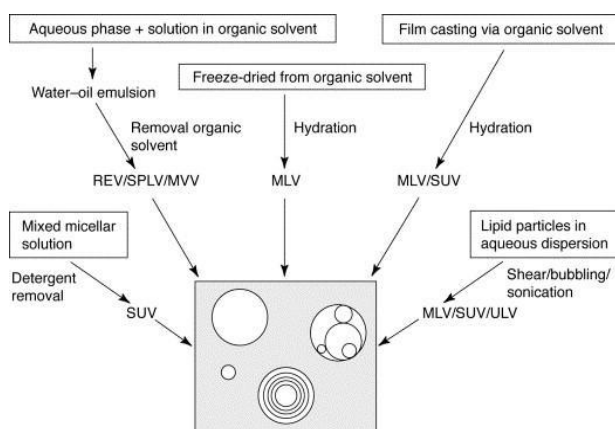 Aqueous phase + solution in organic solvent
Film casting via organic solvent
Freeze-dried from organic solvent
Water–oil emulsion
Removal organic
solvent
Hydration
Hydration
REV/SPLV/MVV
MLV
MLV/SUV
Mixed micellar
solution
Lipid particles in
aqueous dispersion
Detergent
removal
Shear/bubbling/
sonication
SUV
MLV/SUV/ULV